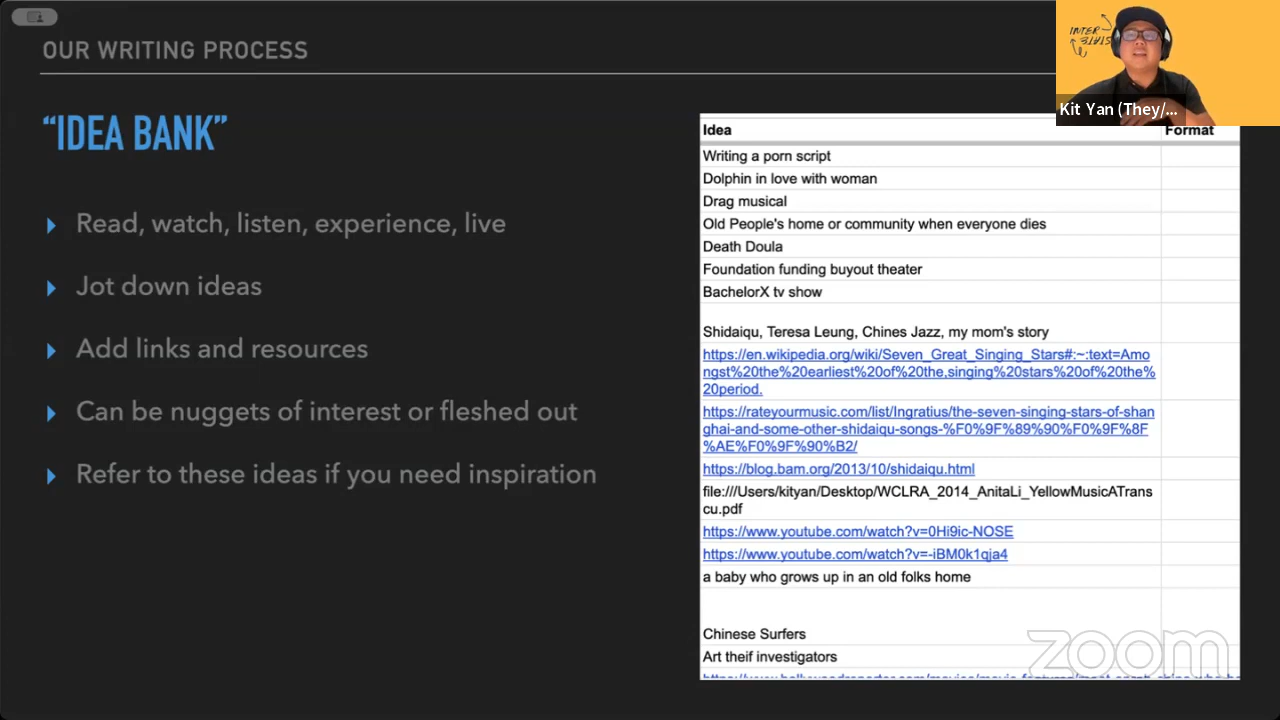 OUR WRITING PROCESS
INTER
STATE
Kit Yan (They/...
“IDEA BANK”
Read, watch, listen, experience, live
Jot down ideas
Add links and resources
Can be nuggets of interest or fleshed out
Refer to these ideas if you need inspiration
Idea Format
Writing a porn script
Dolphin in love with woman
Drag musical
Old People's home or community when everyone dies
Death Doula
Foundation funding buyout theater
BachelorX tv show
Shidaiqu, Teresa Leung, Chines Jazz, my mom's story
https://en.wikipedia.org/wiki/Seven_Great_Singing_Stars#:~:text=Amo
ngst%20the%20earliest%20of%20the,singing%20stars%20of%20the%
20period.
https://rateyourmusic.com/list/Ingratius/the-seven-singing-stars-of-shan
ghai-and-some-other-shidaiqu-songs-%F0%9F%89%90%F0%9F%8F
%AE%F0%9F%90%B2/
https://blog.bam.org/2013/10/shidaiqu.html
file:///Users/kityan/Desktop/WCLRA_2014_AnitaLi_YellowMusicATrans
cu.pdf
https://www.youtube.com/watch?v=0Hi9ic-NOSE
https://www.youtube.com/watch?v=-iBM0k1qja4
a baby who grows up in an old folks home
Chinese Surfers
Art theif investigators
zoom